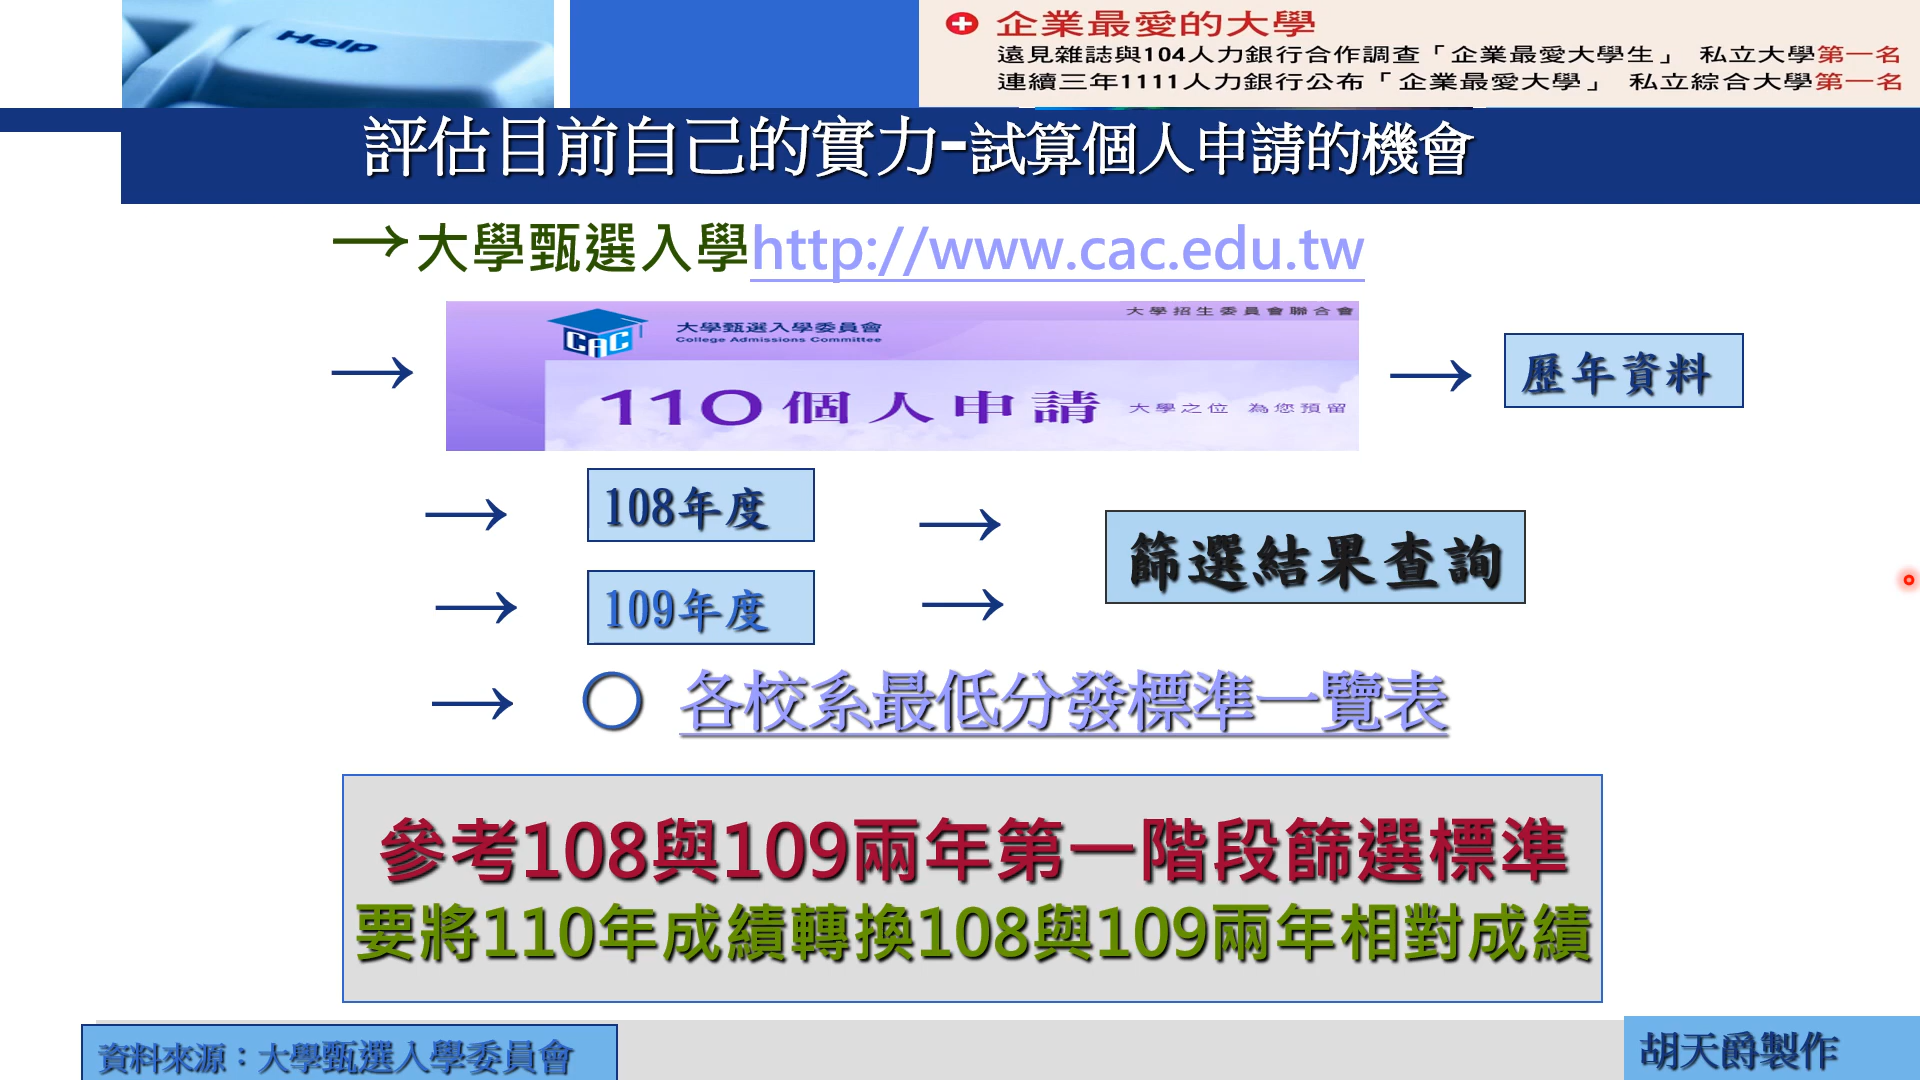 Help
企業最愛的大學
遠見雜誌與104人力銀行合作調查「企業最愛大學生」 私立大學第一名
連續三年1111人力銀行公布「企業最愛大學」 私立綜合大學第一名
評估目前自己的實力-試算個人申請的機會
→大學甄選入學http://www.cac.edu.tw
大學招生委員會聯合會
CAC 大學甄選入學委員會
College Admissions Committee
→ 110個人申請 大學之位 為您預留 → 歷年資料
→ 108年度 →
篩選結果查詢
→ 109年度 →
→ ○ 各校系最低分發標準一覽表
參考108與109兩年第一階段篩選標準
要將110年成績轉換108與109兩年相對成績
資料來源：大學甄選入學委員會
胡天爵製作